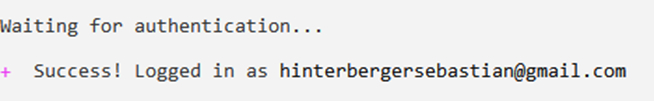 Waiting for authentication...
+ Success! Logged in as hinterbergersebastian@gmail.com